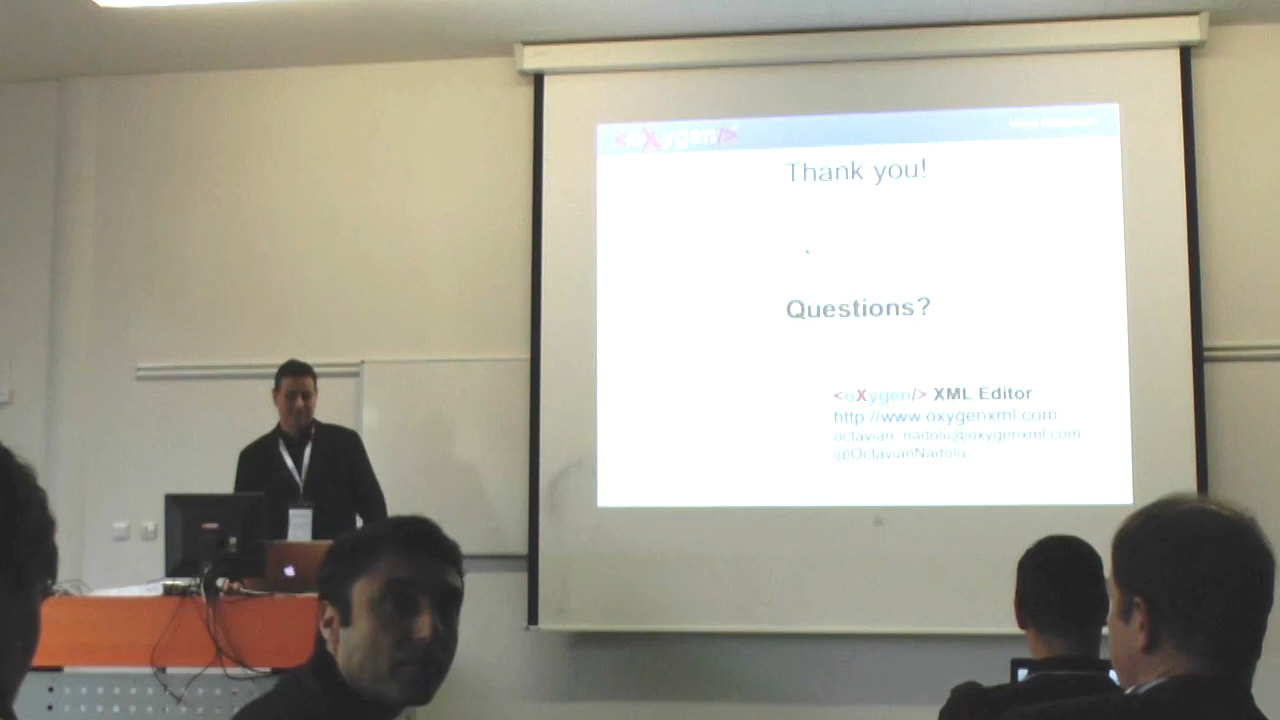 <oXygen/>
Thank you!
Questions?
<oXygen/> XML Editor
http://www.oxygenxml.com
octavian_nadolu@oxygenxml.com
@OctavianNadolu